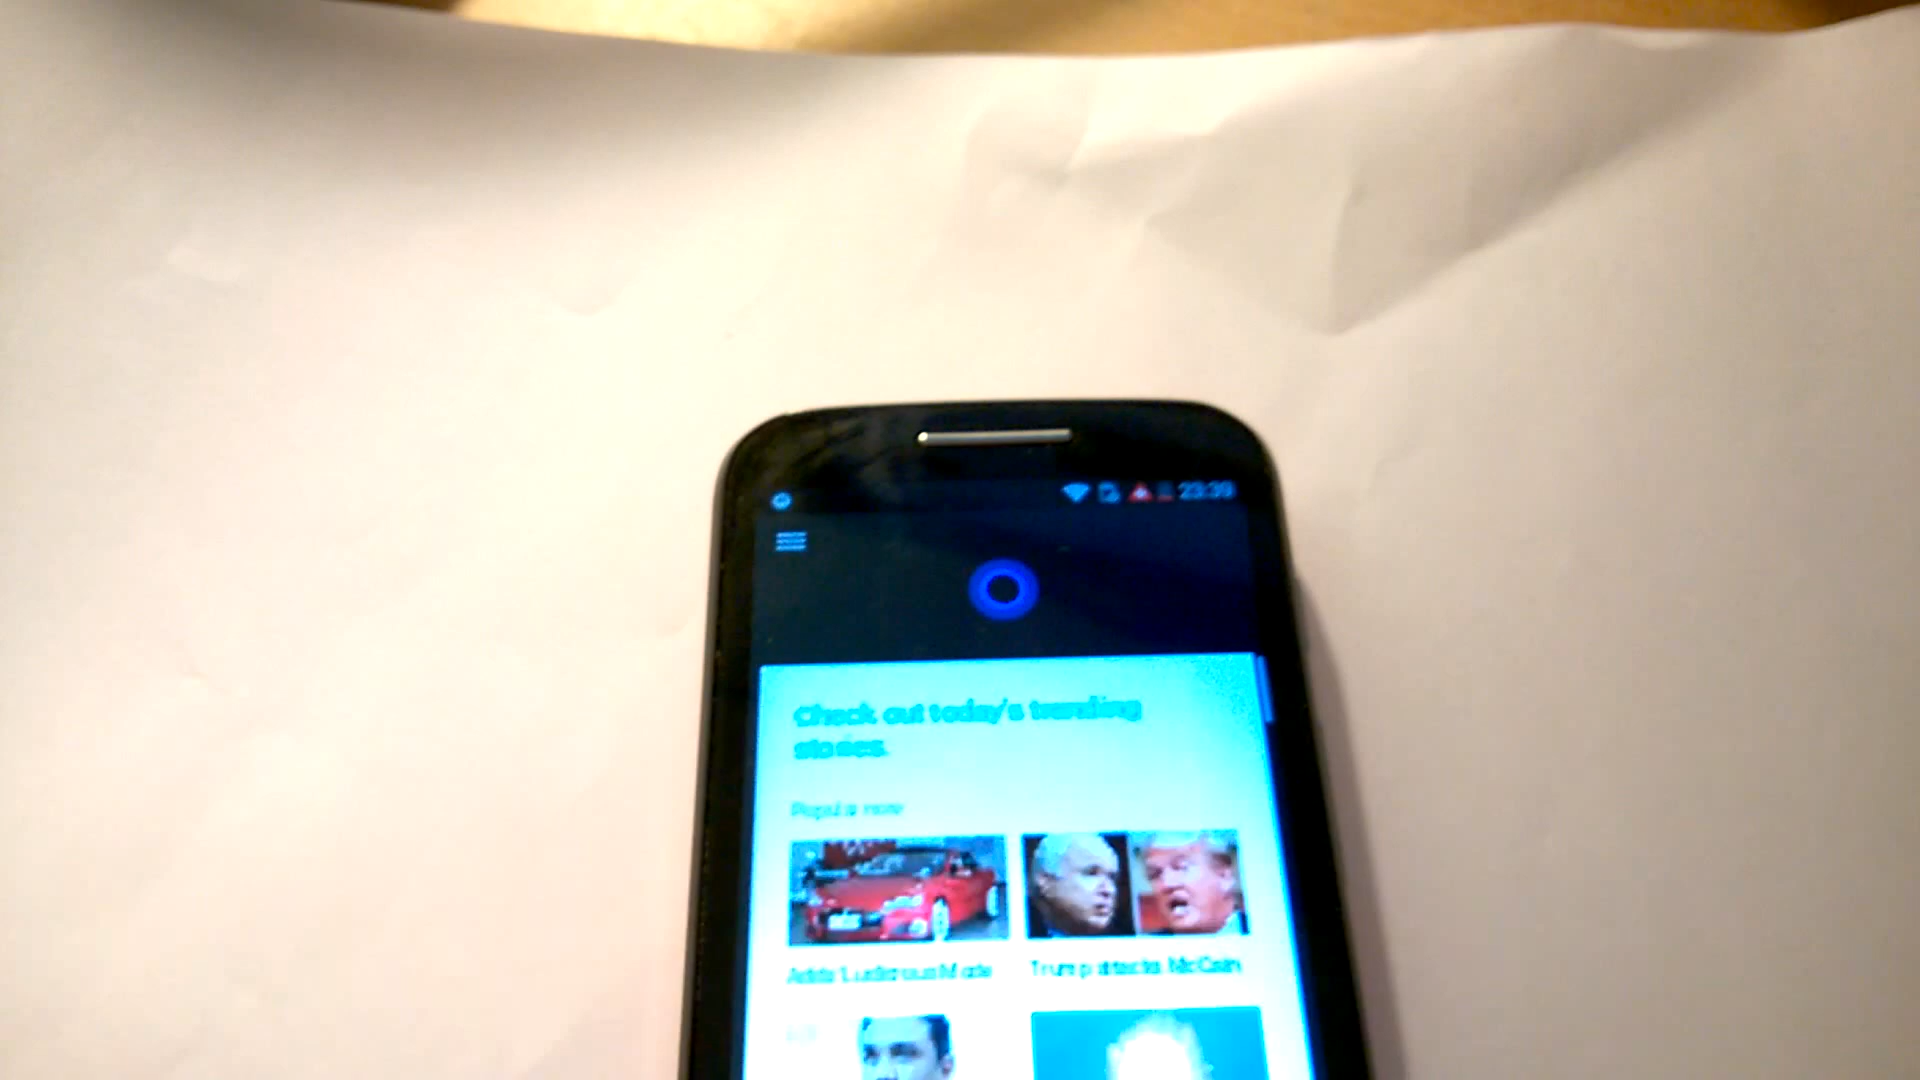 23:39
Check out today's trending
stories.
Popular now
Adds 'Ludicrous Mode
Trump attacks McCain